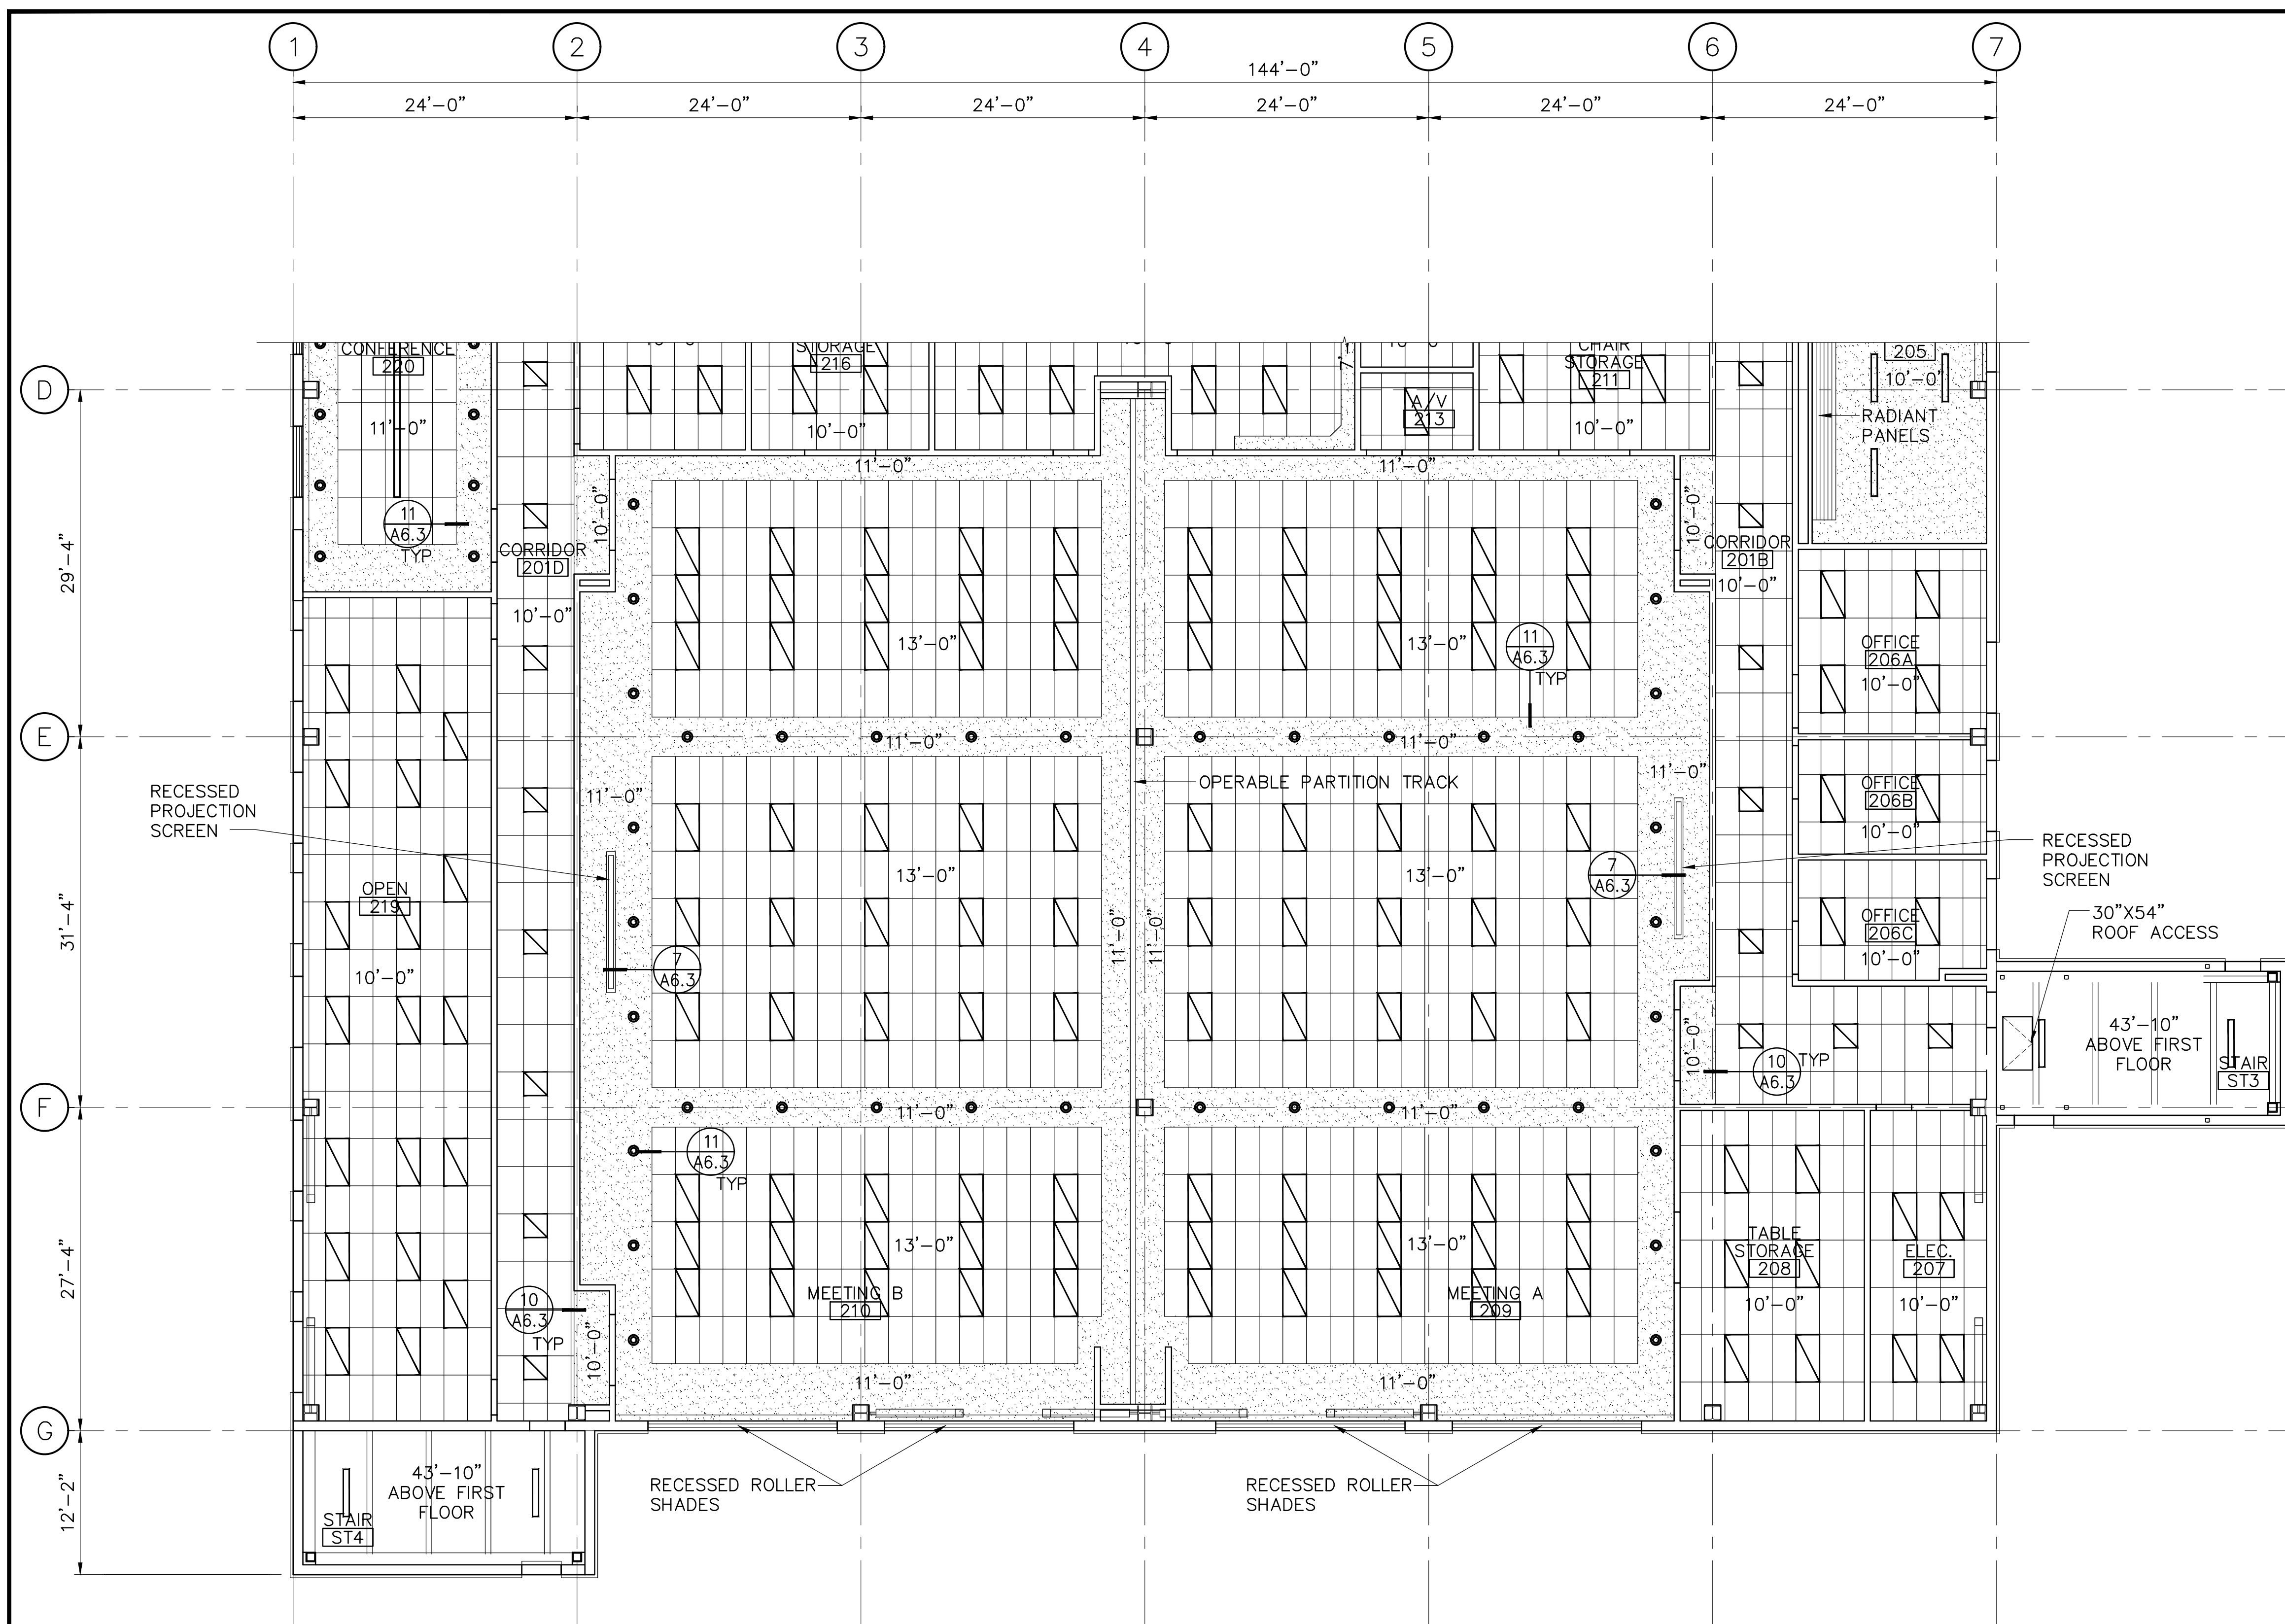 1
2
3
4
5
6
7
144'-0"
24'-0"
24'-0"
24'-0"
24'-0"
24'-0"
24'-0"
CONFERENCE
220
11'-0"
STORAGE
216
10'-0"
A/V
213
CHAIR
STORAGE
211
10'-0"
205
10'-0"
RADIANT
PANELS
D
11'-0"
11'-0"
11
A6.3
TYP
10'-0"
10'-0"
CORRIDOR
201D
10'-0"
CORRIDOR
201B
10'-0"
29'-4"
13'-0"
13'-0"
11
A6.3
TYP
OFFICE
206A
10'-0"
E
11'-0"
11'-0"
RECESSED
PROJECTION
SCREEN
11'-0"
OPERABLE PARTITION TRACK
11'-0"
OFFICE
206B
10'-0"
RECESSED
PROJECTION
SCREEN
31'-4"
OPEN
219
10'-0"
13'-0"
13'-0"
7
A6.3
7
A6.3
11'-0"
11'-0"
OFFICE
206C
10'-0"
30"X54"
ROOF ACCESS
43'-10"
ABOVE FIRST
FLOOR
STAIR
ST3
10'-0"
10
A6.3
TYP
F
11'-0"
11'-0"
11
A6.3
TYP
27'-4"
13'-0"
13'-0"
MEETING B
210
MEETING A
209
TABLE
STORAGE
208
10'-0"
ELEC.
207
10'-0"
10
A6.3
TYP
10'-0"
11'-0"
11'-0"
G
12'-2"
43'-10"
ABOVE FIRST
FLOOR
STAIR
ST4
RECESSED ROLLER
SHADES
RECESSED ROLLER
SHADES